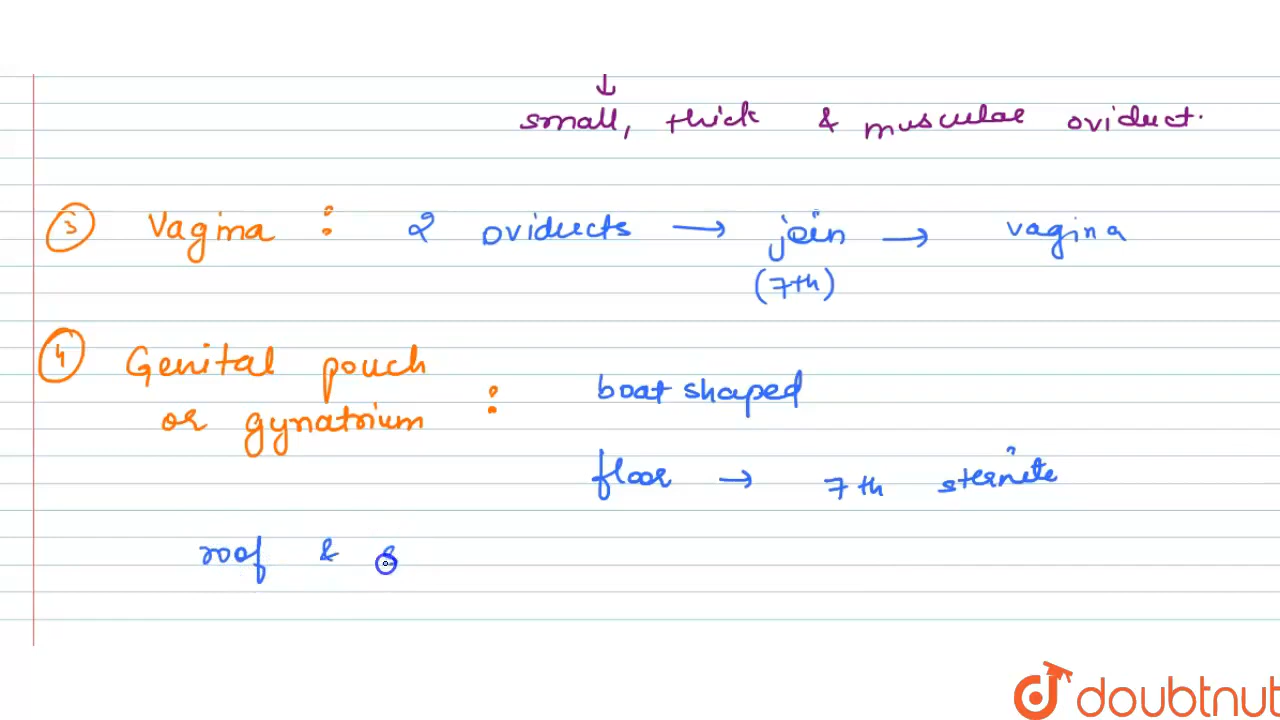 ↓
small, thick & muscular oviduct.
③ Vagina : 2 oviducts → join → vagina
(7th)
④ Genital pouch
or gynatrium : boat shaped
floor → 7th sternite
roof & s
doubtnut